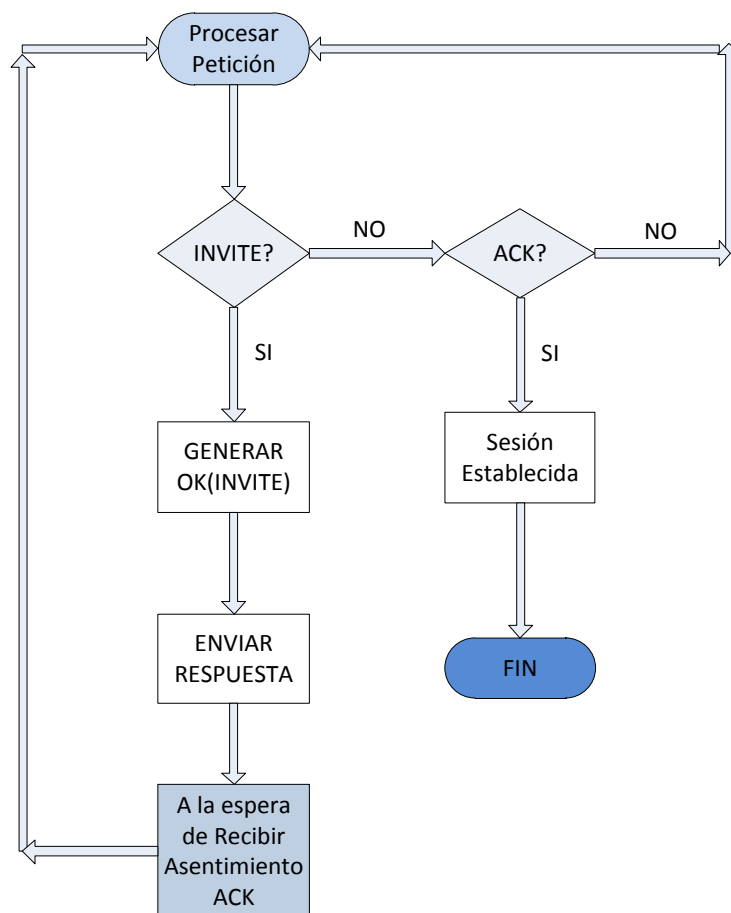 Procesar
Petición
INVITE?
NO
ACK?
NO
SI
SI
GENERAR
OK(INVITE)
Sesión
Establecida
ENVIAR
RESPUESTA
FIN
A la espera
de Recibir
Asentimiento
ACK